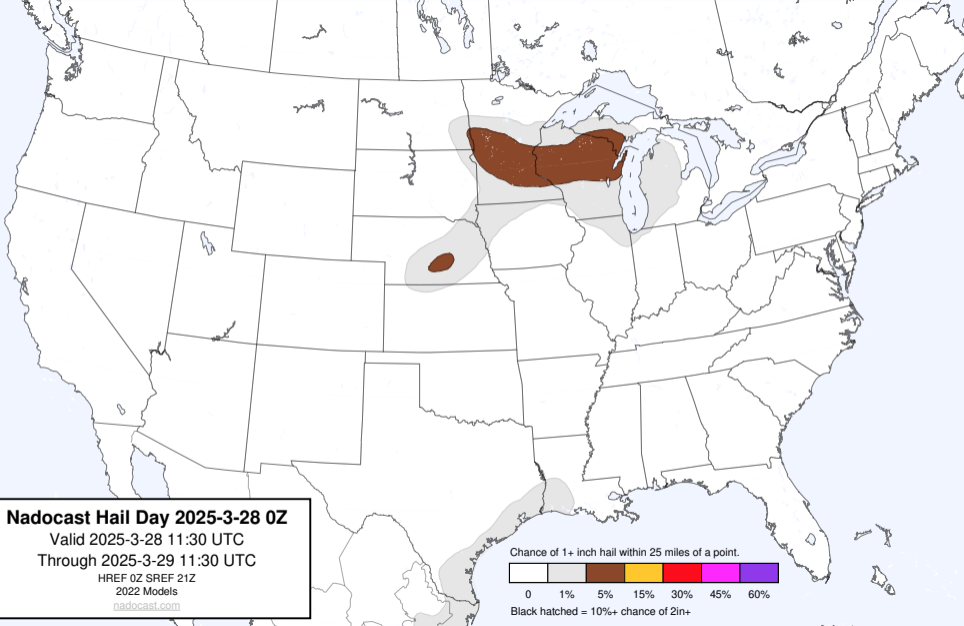 Nadocast Hail Day 2025-3-28 0Z
Valid 2025-3-28 11:30 UTC
Through 2025-3-29 11:30 UTC
HREF 0Z SREF 21Z
2022 Models
nadocast.com
Chance of 1+ inch hail within 25 miles of a point.
0 1% 5% 15% 30% 45% 60%
Black hatched = 10%+ chance of 2in+